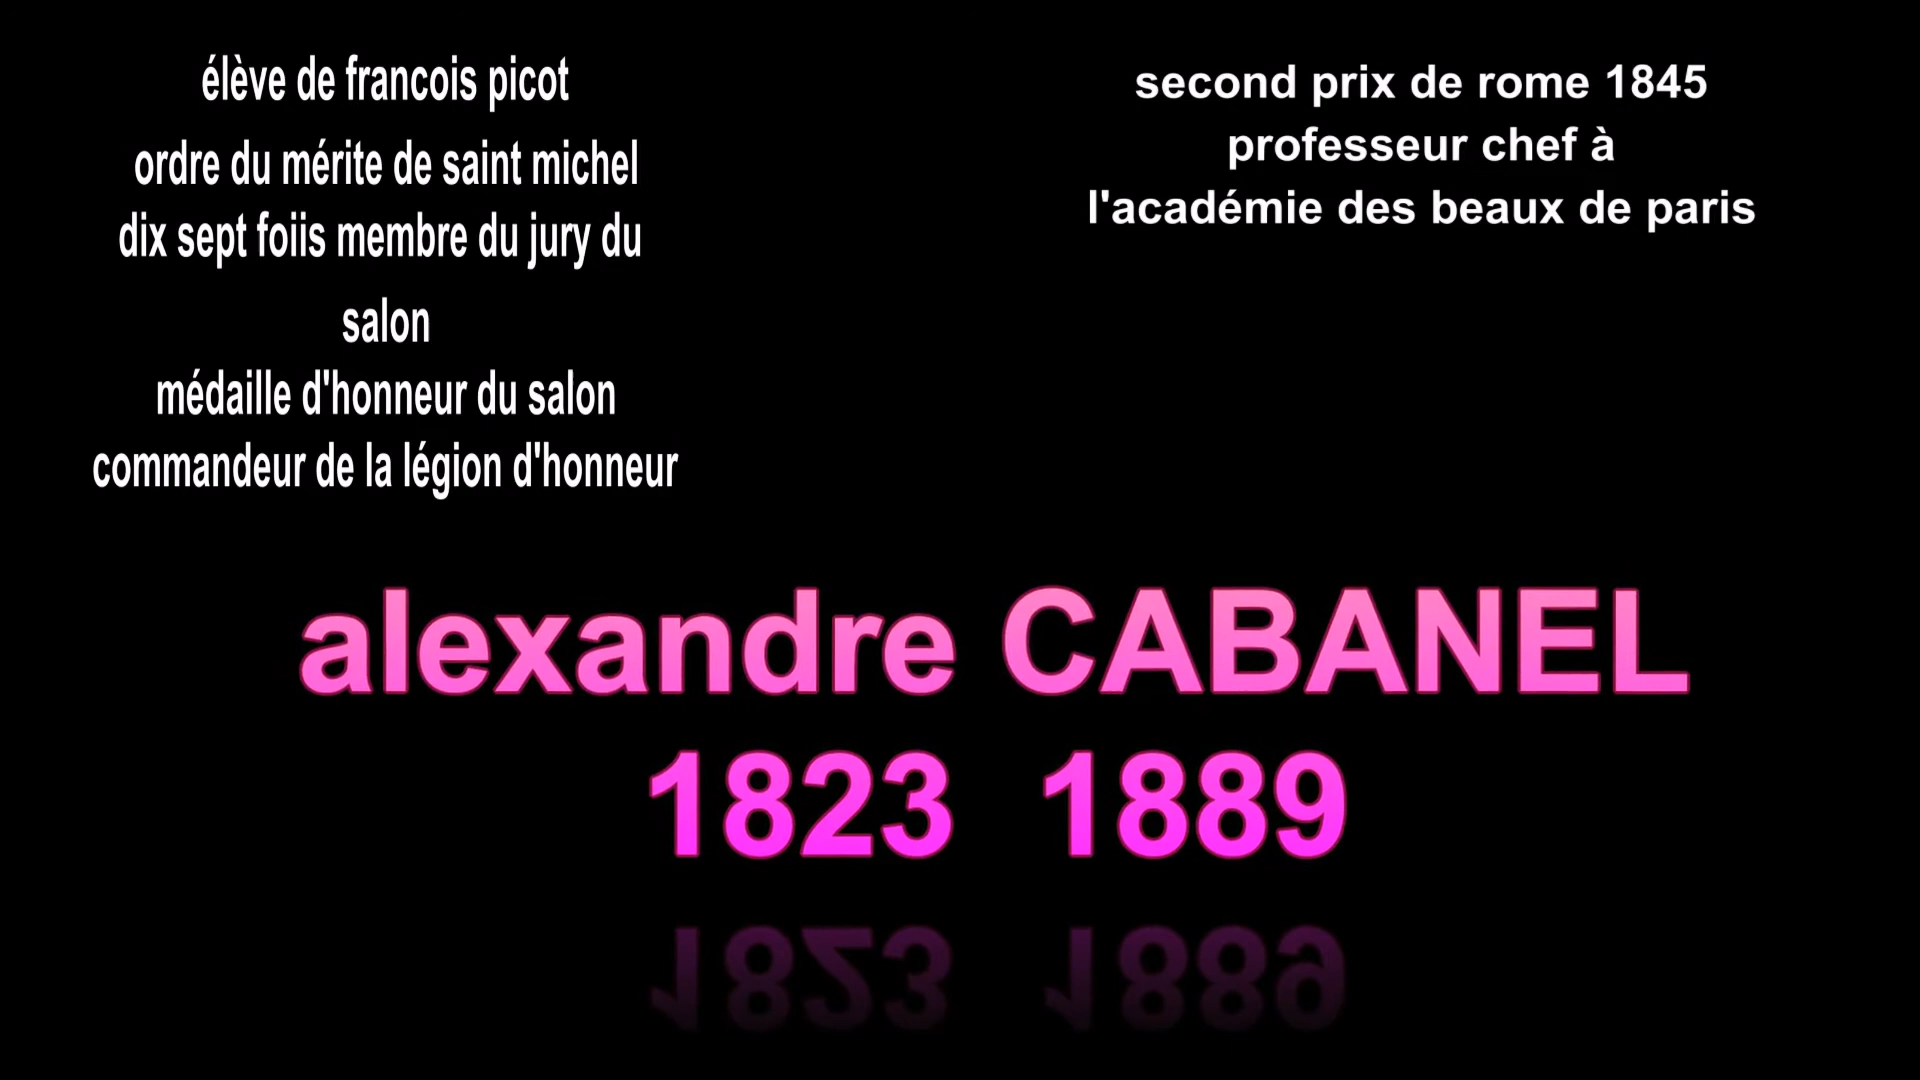 élève de francois picot
ordre du mérite de saint michel
dix sept foiis membre du jury du
salon
médaille d'honneur du salon
commandeur de la légion d'honneur
second prix de rome 1845
professeur chef à
l'académie des beaux de paris
alexandre CABANEL
1823 1889